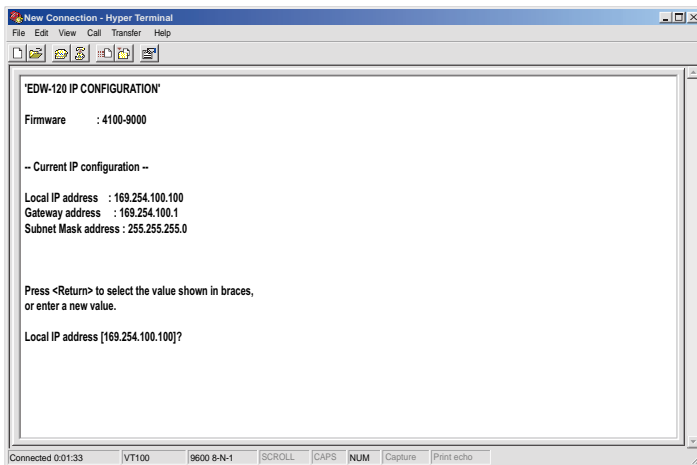 New Connection - Hyper Terminal
File Edit View Call Transfer Help
'EDW-120 IP CONFIGURATION'
Firmware : 4100-9000
-- Current IP configuration --
Local IP address : 169.254.100.100
Gateway address : 169.254.100.1
Subnet Mask address : 255.255.255.0
Press <Return> to select the value shown in braces,
or enter a new value.
Local IP address [169.254.100.100]?
Connected 0:01:33 VT100 9600 8-N-1 SCROLL CAPS NUM Capture Print echo